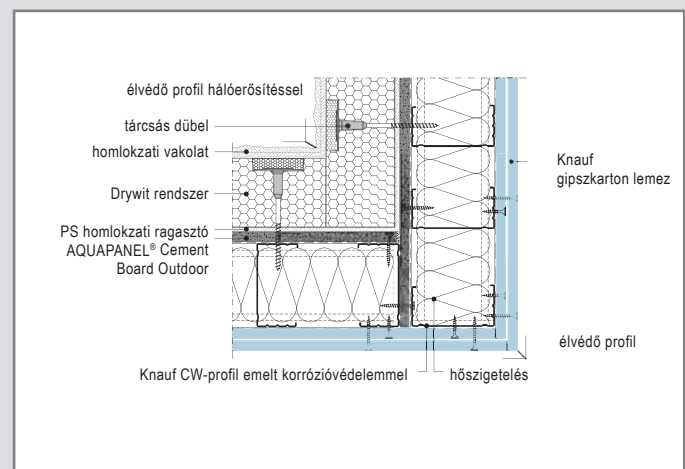 élvédő profil hálóerősítéssel
tárcsás dübel
homlokzati vakolat
Drywit rendszer
PS homlokzati ragasztó
AQUAPANEL® Cement
Board Outdoor
Knauf
gipszkarton lemez
élvédő profil
Knauf CW-profil emelt korrózióvédelemmel
hőszigetelés